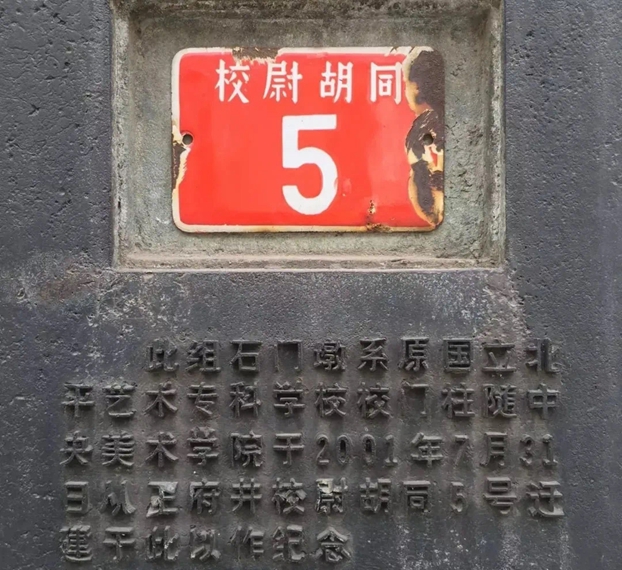 校尉胡同
5
此组石门墩系原国立北
平艺术专科学校校门柱随中
央美术学院于2001年7月31
日从王府井校尉胡同5号迁
建于此以作纪念